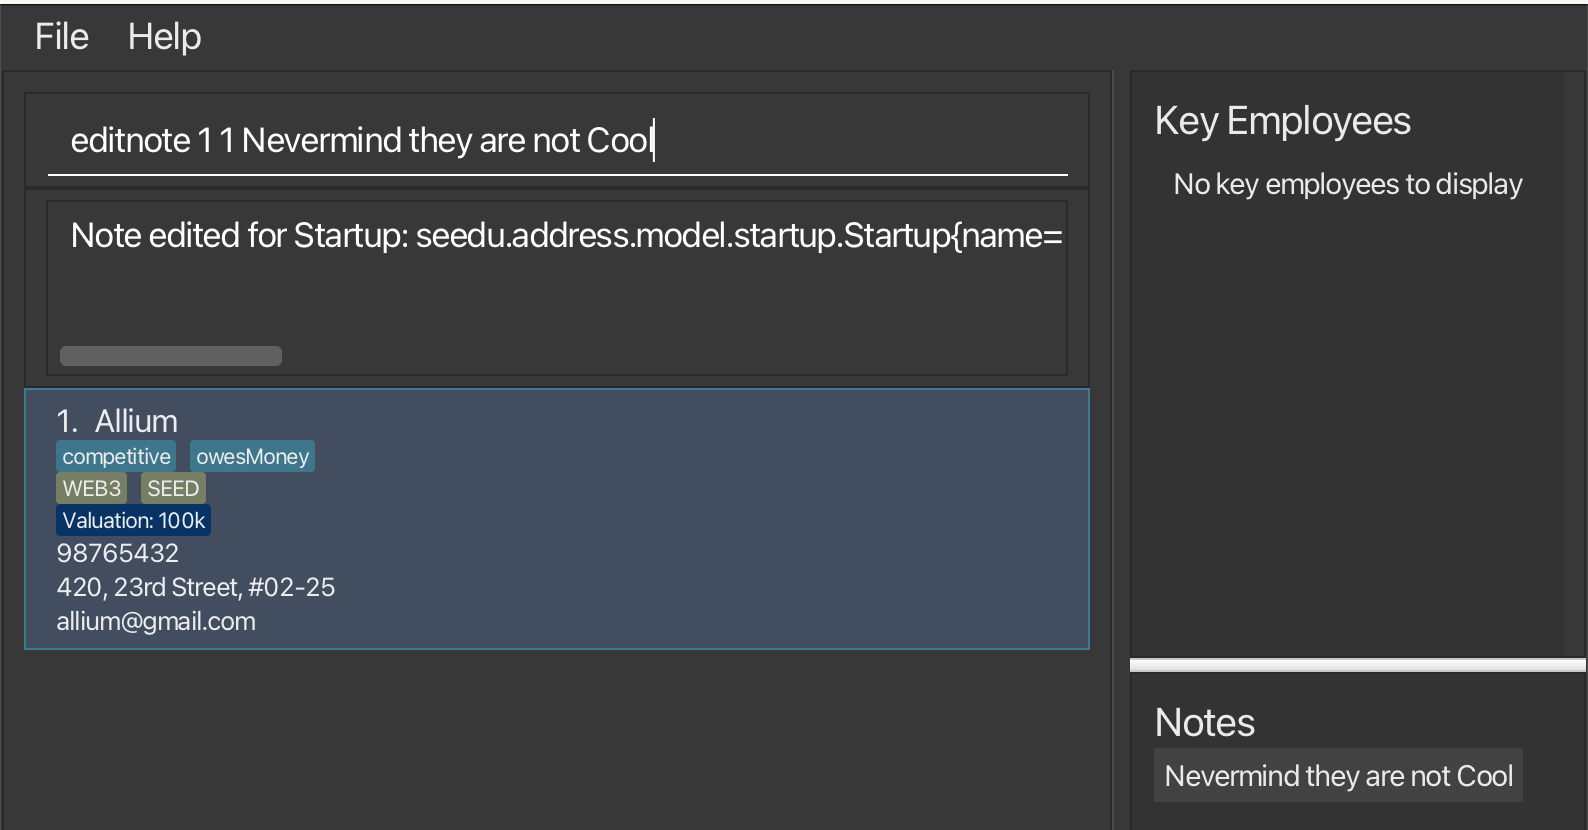 File Help
editnote 1 1 Nevermind they are not Cool
Note edited for Startup: seedu.address.model.startup.Startup{name=
1. Allium
competitive owesMoney
WEB3 SEED
Valuation: 100k
98765432
420, 23rd Street, #02-25
allium@gmail.com
Key Employees
No key employees to display
Notes
Nevermind they are not Cool